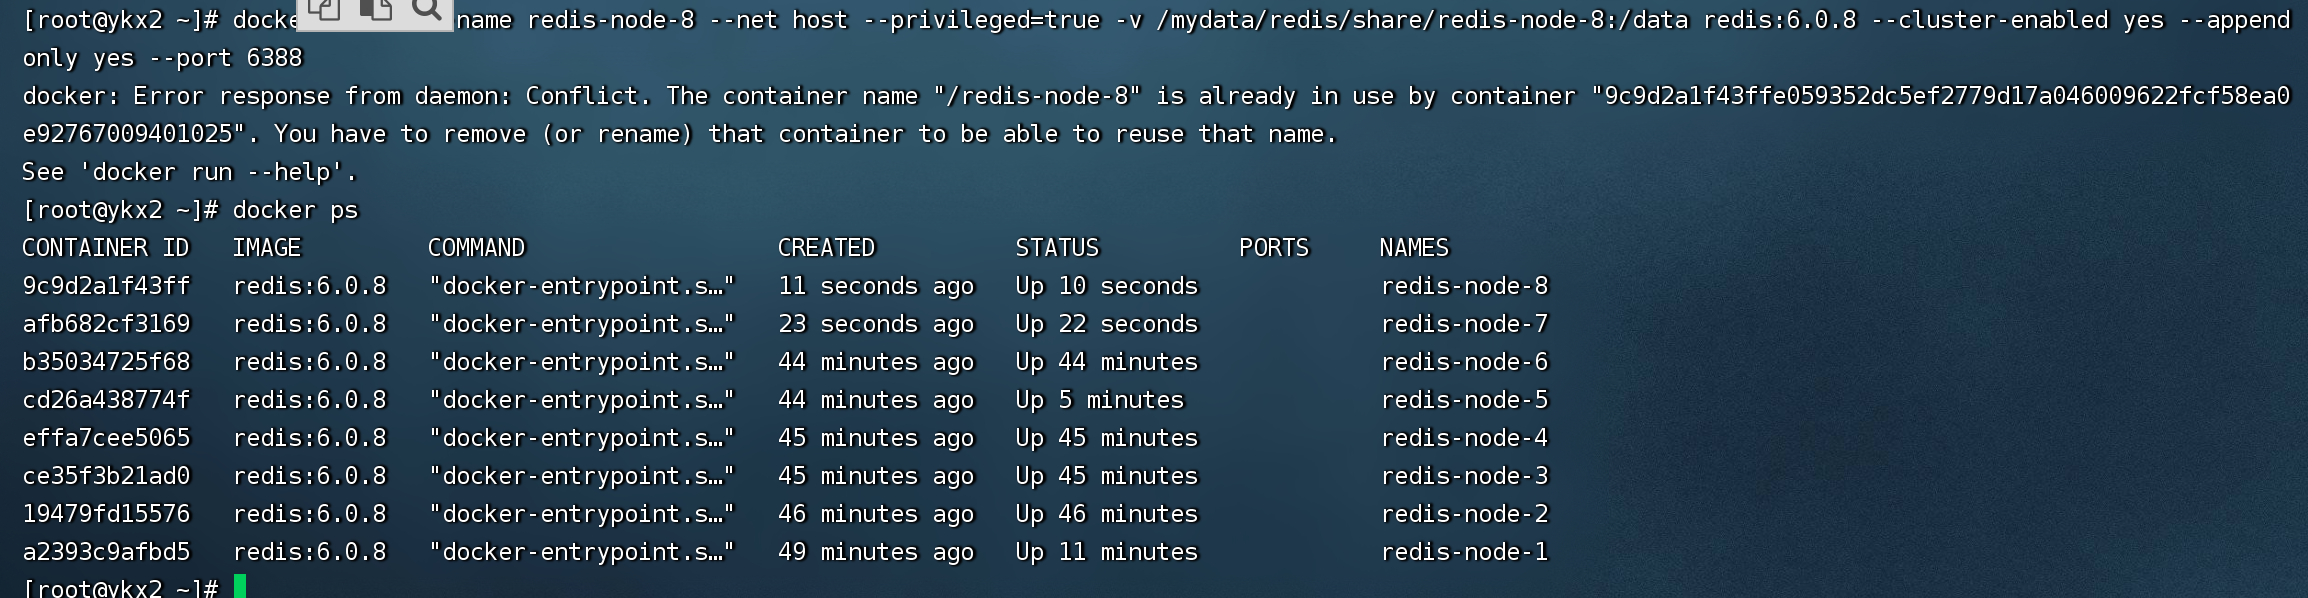 [root@ykx2 ~]# docke name redis-node-8 --net host --privileged=true -v /mydata/redis/share/redis-node-8:/data redis:6.0.8 --cluster-enabled yes --append
only yes --port 6388
docker: Error response from daemon: Conflict. The container name "/redis-node-8" is already in use by container "9c9d2a1f43ffe059352dc5ef2779d17a046009622fcf58ea0
e92767009401025". You have to remove (or rename) that container to be able to reuse that name.
See 'docker run --help'.
[root@ykx2 ~]# docker ps
CONTAINER ID   IMAGE         COMMAND                  CREATED          STATUS          PORTS     NAMES
9c9d2a1f43ff   redis:6.0.8   "docker-entrypoint.s…"   11 seconds ago   Up 10 seconds             redis-node-8
afb682cf3169   redis:6.0.8   "docker-entrypoint.s…"   23 seconds ago   Up 22 seconds             redis-node-7
b35034725f68   redis:6.0.8   "docker-entrypoint.s…"   44 minutes ago   Up 44 minutes             redis-node-6
cd26a438774f   redis:6.0.8   "docker-entrypoint.s…"   44 minutes ago   Up 5 minutes              redis-node-5
effa7cee5065   redis:6.0.8   "docker-entrypoint.s…"   45 minutes ago   Up 45 minutes             redis-node-4
ce35f3b21ad0   redis:6.0.8   "docker-entrypoint.s…"   45 minutes ago   Up 45 minutes             redis-node-3
19479fd15576   redis:6.0.8   "docker-entrypoint.s…"   46 minutes ago   Up 46 minutes             redis-node-2
a2393c9afbd5   redis:6.0.8   "docker-entrypoint.s…"   49 minutes ago   Up 11 minutes             redis-node-1
[root@ykx2 ~]#